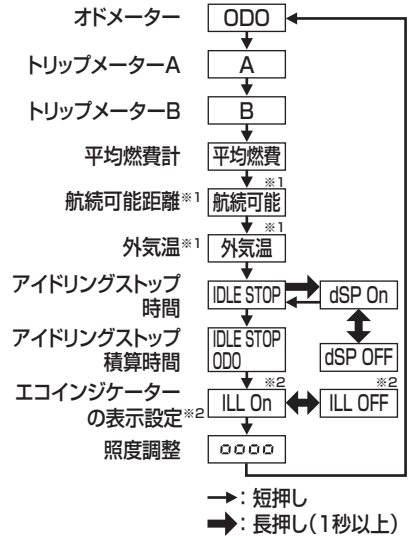 オドメーター ODO
トリップメーターA A
トリップメーターB B
平均燃費計 平均燃費
※1
航続可能距離※1 航続可能
※1
外気温※1 外気温
アイドリングストップ
時間 IDLE STOP dSP On
dSP OFF
アイドリングストップ
積算時間 IDLE STOP
ODO
※2 ※2
エコインジケーター
の表示設定※2 ILL On ILL OFF
照度調整 oooo
→：短押し
➡：長押し（1秒以上）